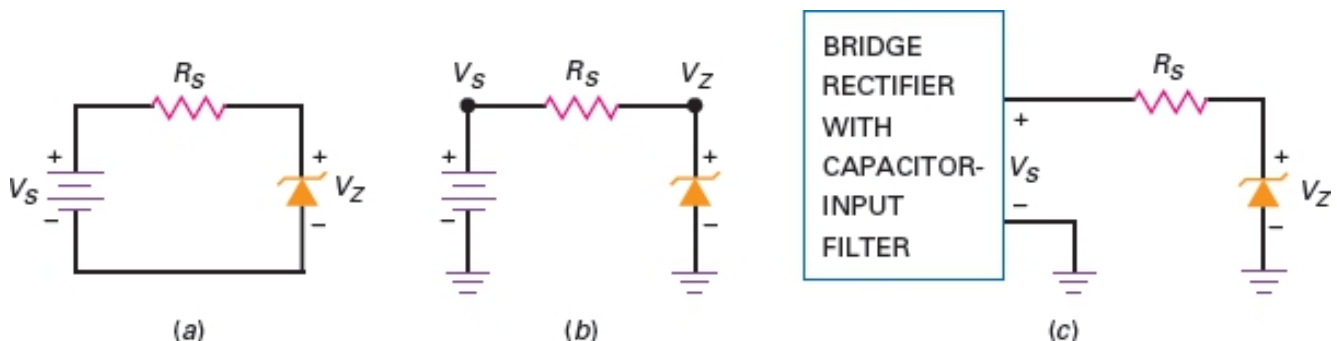 R_S
+
V_S
−
+
V_Z
−
(a)
V_S R_S V_Z
+
−
+
−
(b)
BRIDGE
RECTIFIER
WITH
CAPACITOR-
INPUT
FILTER
+
V_S
−
R_S
+
V_Z
−
(c)